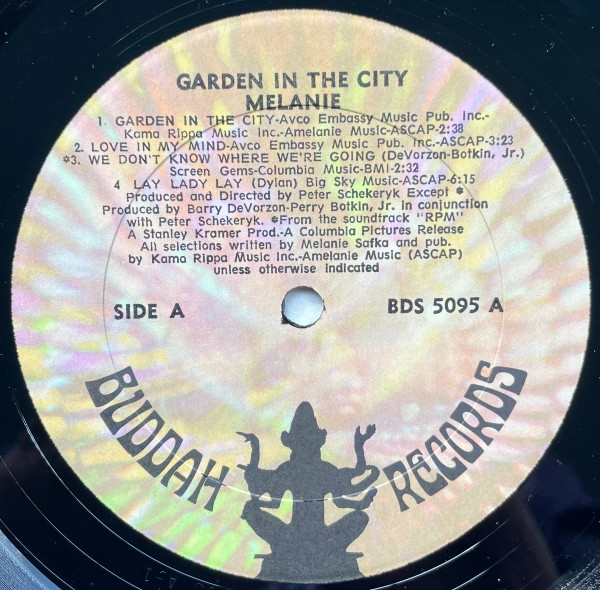 GARDEN IN THE CITY
MELANIE
1. GARDEN IN THE CITY-Avco Embassy Music Pub. Inc.-
Kama Rippa Music Inc.-Amelanie Music-ASCAP-2:38
2. LOVE IN MY MIND-Avco Embassy Music Pub. Inc.-ASCAP-3:23
*3. WE DON'T KNOW WHERE WE'RE GOING (DeVorzon-Botkin, Jr.)
Screen Gems-Columbia Music-BMI-2:32
4 LAY LADY LAY (Dylan) Big Sky Music-ASCAP-6:15
Produced and Directed by Peter Schekeryk Except *
Produced by Barry DeVorzon-Perry Botkin, Jr. in conjunction
with Peter Schekeryk. *From the soundtrack "RPM"
A Stanley Kramer Prod.-A Columbia Pictures Release
All selections written by Melanie Safka and pub.
by Kama Rippa Music Inc.-Amelanie Music (ASCAP)
unless otherwise indicated
SIDE A
BDS 5095 A
BUDDAH RECORDS